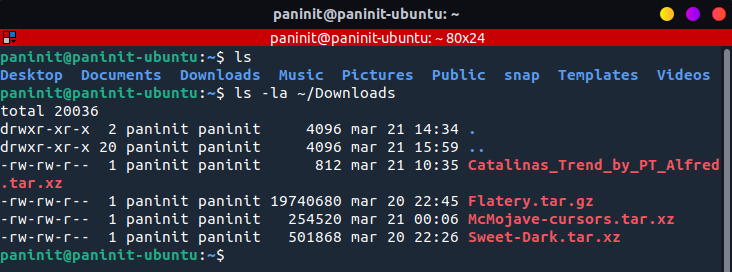 paninit@paninit-ubuntu: ~
paninit@paninit-ubuntu: ~ 80x24
paninit@paninit-ubuntu:~$ ls
Desktop  Documents  Downloads  Music  Pictures  Public  snap  Templates  Videos
paninit@paninit-ubuntu:~$ ls -la ~/Downloads
total 20036
drwxr-xr-x  2 paninit paninit     4096 mar 21 14:34 .
drwxr-xr-x 20 paninit paninit     4096 mar 21 15:59 ..
-rw-rw-r--  1 paninit paninit      812 mar 21 10:35 Catalinas_Trend_by_PT_Alfred
.tar.xz
-rw-rw-r--  1 paninit paninit 19740680 mar 20 22:45 Flatery.tar.gz
-rw-rw-r--  1 paninit paninit   254520 mar 21 00:06 McMojave-cursors.tar.xz
-rw-rw-r--  1 paninit paninit   501868 mar 20 22:26 Sweet-Dark.tar.xz
paninit@paninit-ubuntu:~$